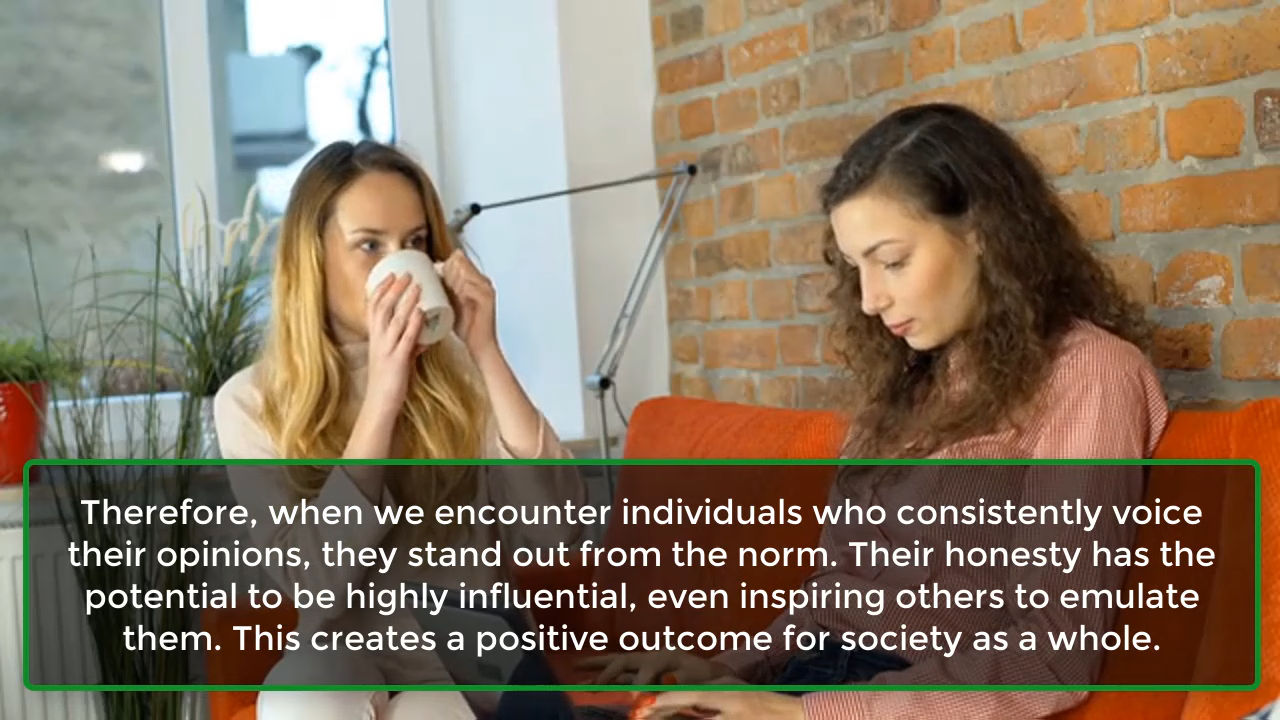 Therefore, when we encounter individuals who consistently voice
their opinions, they stand out from the norm. Their honesty has the
potential to be highly influential, even inspiring others to emulate
them. This creates a positive outcome for society as a whole.